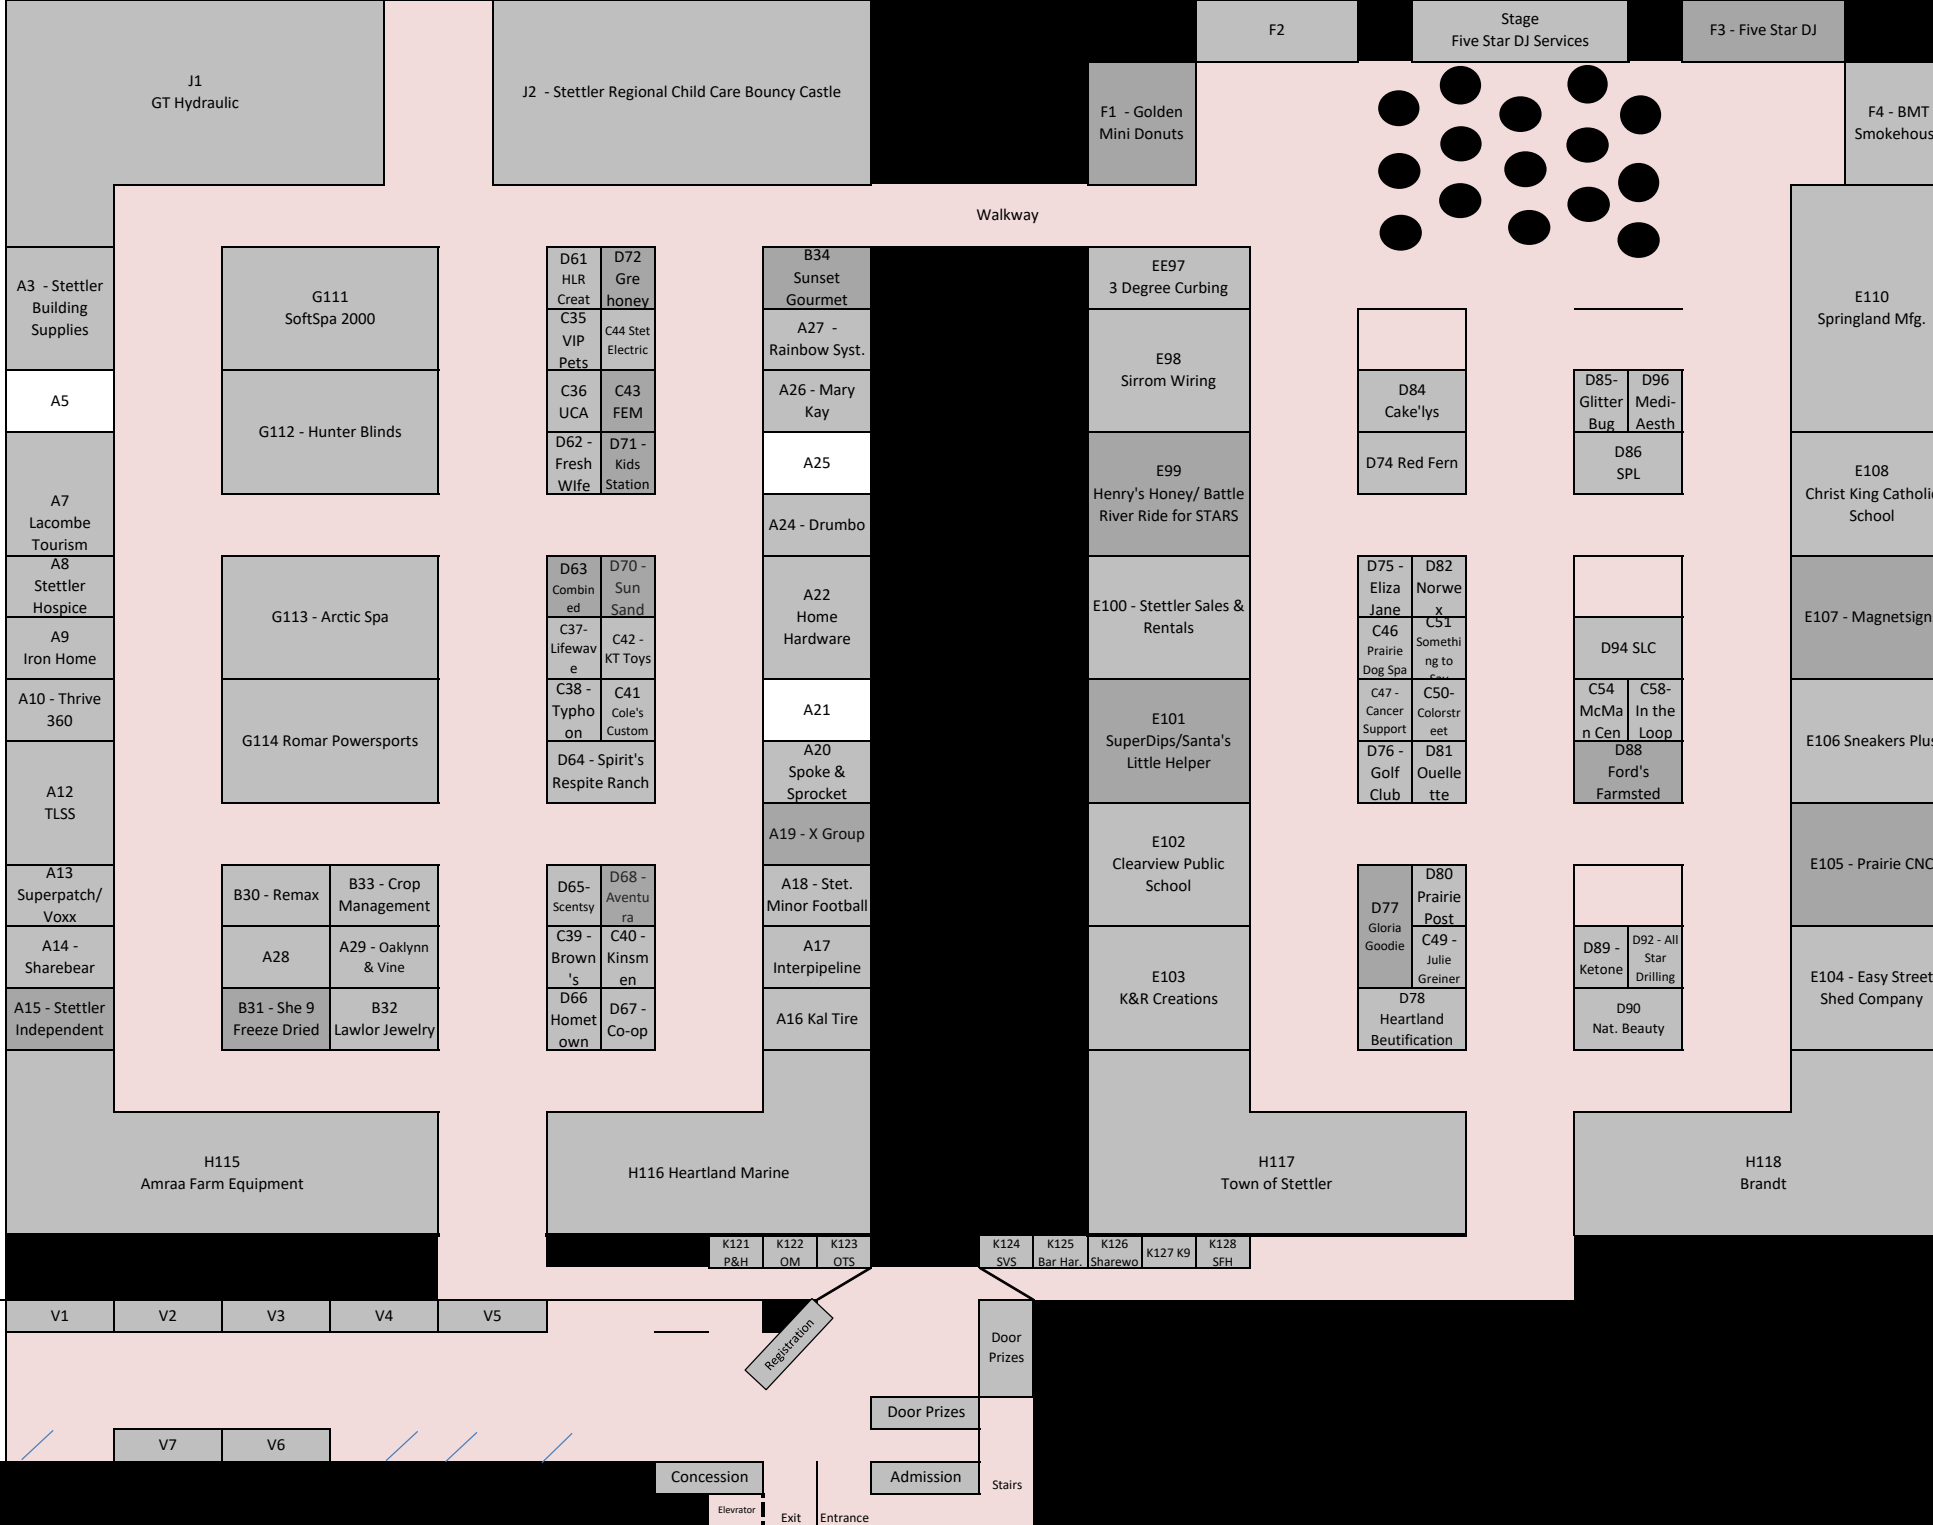 J1
GT Hydraulic
J2 - Stettler Regional Child Care Bouncy Castle
F2
Stage
Five Star DJ Services
F3 - Five Star DJ
F1 - Golden
Mini Donuts
F4 - BMT
Smokehous
Walkway
A3 - Stettler
Building
Supplies
A5
A7
Lacombe
Tourism
A8
Stettler
Hospice
A9
Iron Home
A10 - Thrive
360
A12
TLSS
A13
Superpatch/
Voxx
A14 -
Sharebear
A15 - Stettler
Independent
G111
SoftSpa 2000
G112 - Hunter Blinds
G113 - Arctic Spa
G114 Romar Powersports
B30 - Remax
B33 - Crop
Management
A28
A29 - Oaklynn
& Vine
B31 - She 9
Freeze Dried
B32
Lawlor Jewelry
D61
HLR
Creat
D72
Gre
honey
C35
VIP
Pets
C44 Stet
Electric
C36
UCA
C43
FEM
D62 -
Fresh
WIfe
D71 -
Kids
Station
D63
Combin
ed
D70 -
Sun
Sand
C37-
Lifewav
e
C42 -
KT Toys
C38 -
Typho
on
C41
Cole's
Custom
D64 - Spirit's
Respite Ranch
D65-
Scentsy
D68 -
Aventu
ra
C39 -
Brown
's
C40 -
Kinsm
en
D66
Homet
own
D67 -
Co-op
B34
Sunset
Gourmet
A27 -
Rainbow Syst.
A26 - Mary
Kay
A25
A24 - Drumbo
A22
Home
Hardware
A21
A20
Spoke &
Sprocket
A19 - X Group
A18 - Stet.
Minor Football
A17
Interpipeline
A16 Kal Tire
EE97
3 Degree Curbing
E98
Sirrom Wiring
E99
Henry's Honey/ Battle
River Ride for STARS
E100 - Stettler Sales &
Rentals
E101
SuperDips/Santa's
Little Helper
E102
Clearview Public
School
E103
K&R Creations
D84
Cake'lys
D74 Red Fern
D75 -
Eliza
Jane
D82
Norwe
x
C46
Prairie
Dog Spa
C51
Somethi
ng to
C47 -
Cancer
Support
C50-
Colorstr
eet
D76 -
Golf
Club
D81
Ouelle
tte
D77
Gloria
Goodie
D80
Prairie
Post
C49 -
Julie
Greiner
D78
Heartland
Beutification
D85-
Glitter
Bug
D96
Medi-
Aesth
D86
SPL
D94 SLC
C54
McMa
n Cen
C58-
In the
Loop
D88
Ford's
Farmsted
D89 -
Ketone
D92 - All
Star
Drilling
D90
Nat. Beauty
E110
Springland Mfg.
E108
Christ King Catholic
School
E107 - Magnetsign
E106 Sneakers Plus
E105 - Prairie CNC
E104 - Easy Street
Shed Company
H115
Amraa Farm Equipment
H116 Heartland Marine
H117
Town of Stettler
H118
Brandt
K121
P&H
K122
OM
K123
OTS
K124
SVS
K125
Bar Har.
K126
Sharewo
K127 K9
K128
SFH
V1
V2
V3
V4
V5
Registration
Door
Prizes
Door Prizes
V7
V6
Concession
Admission
Stairs
Elevrator
Exit
Entrance